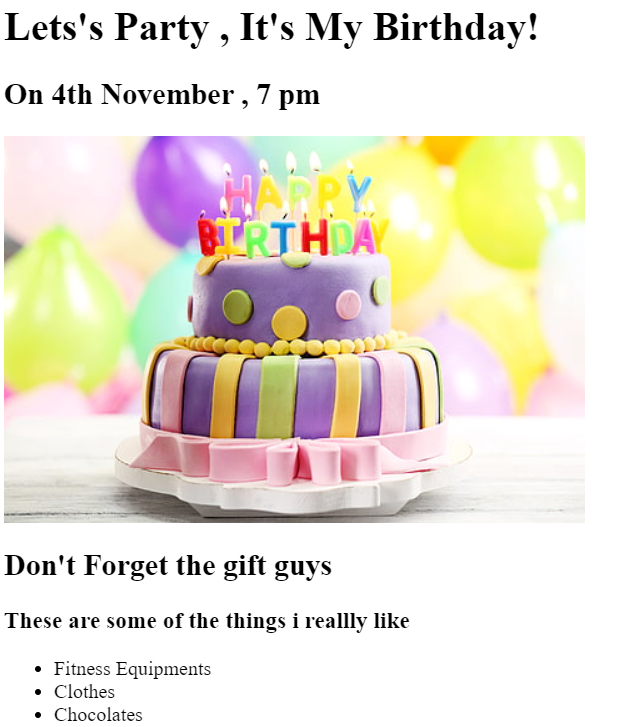 Lets's Party , It's My Birthday!
On 4th November , 7 pm
HAPPY
BIRTHDAY
Don't Forget the gift guys
These are some of the things i reallly like
Fitness Equipments
Clothes
Chocolates